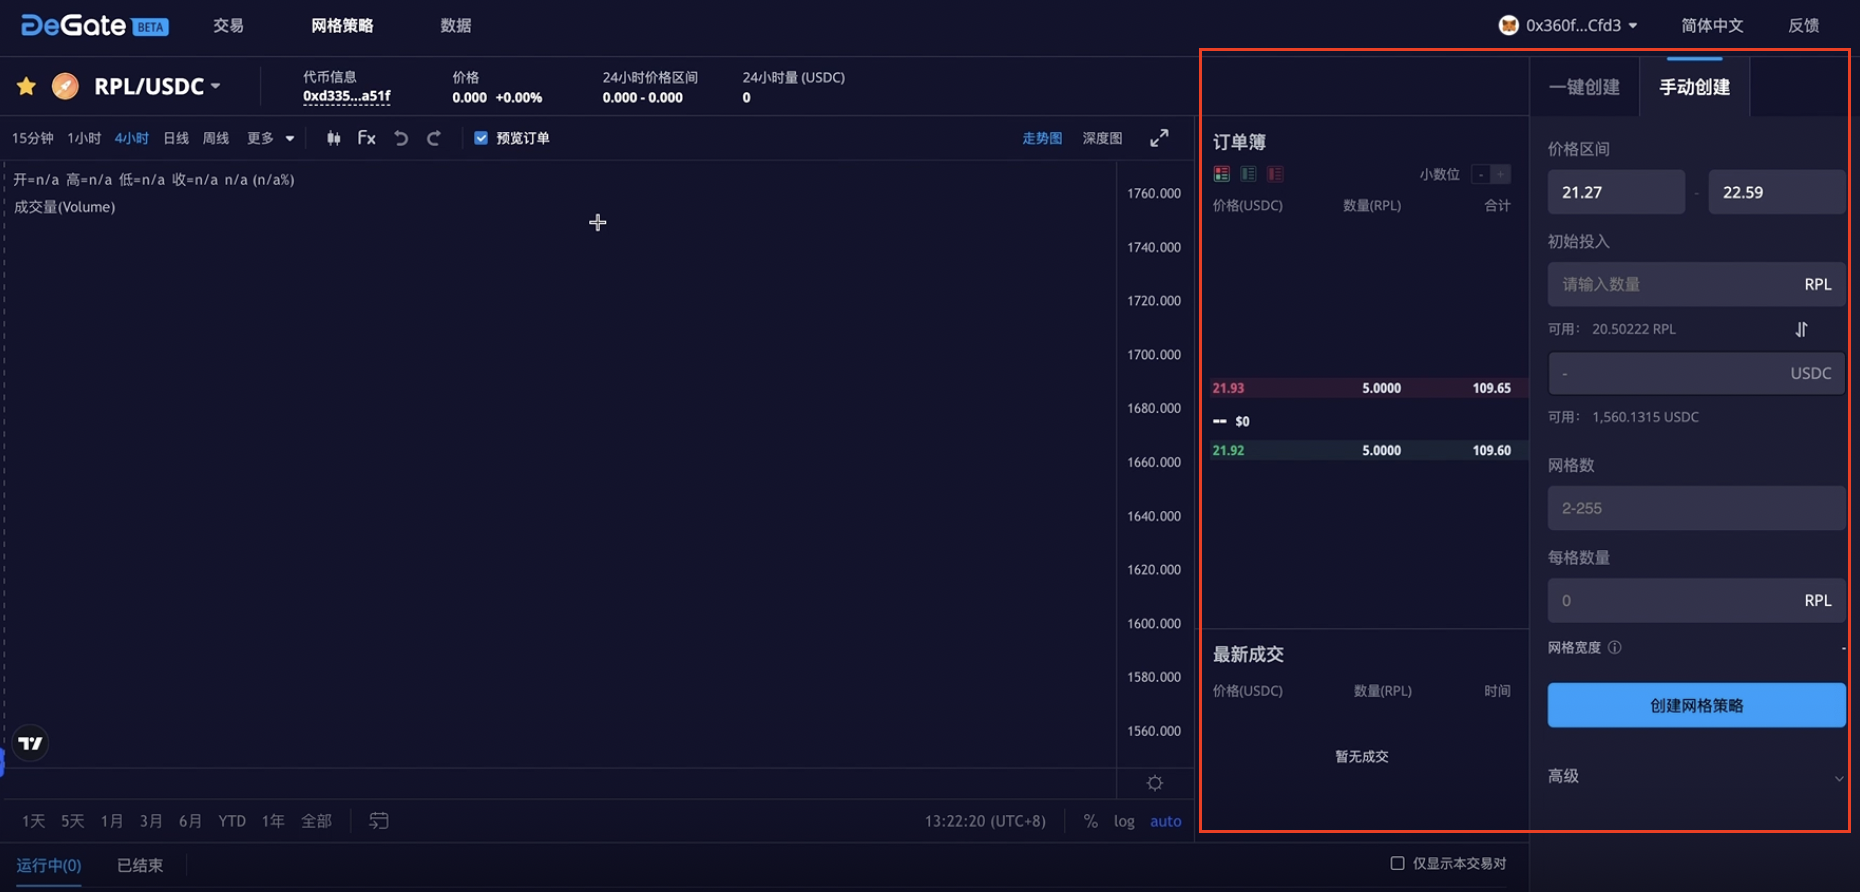 DeGate BETA 交易 网格策略 数据 0x360f...Cfd3 简体中文 反馈
RPL/USDC
代币信息 价格 24小时价格区间 24小时量 (USDC)
0xd335...a51f 0.000 +0.00% 0.000 - 0.000 0
一键创建 手动创建
15分钟 1小时 4小时 日线 周线 更多 Fx 预览订单 走势图 深度图
开=n/a 高=n/a 低=n/a 收=n/a n/a (n/a%)
成交量(Volume)
1760.000
1740.000
1720.000
1700.000
1680.000
1660.000
1640.000
1620.000
1600.000
1580.000
1560.000
1天 5天 1月 3月 6月 YTD 1年 全部 13:22:20 (UTC+8) % log auto
订单簿
小数位 - +
价格(USDC) 数量(RPL) 合计
21.93 5.0000 109.65
-- $0
21.92 5.0000 109.60
最新成交
价格(USDC) 数量(RPL) 时间
暂无成交
价格区间
21.27 - 22.59
初始投入
请输入数量 RPL
可用： 20.50222 RPL
- USDC
可用： 1,560.1315 USDC
网格数
2-255
每格数量
0 RPL
网格宽度 -
创建网格策略
高级
运行中(0) 已结束 仅显示本交易对